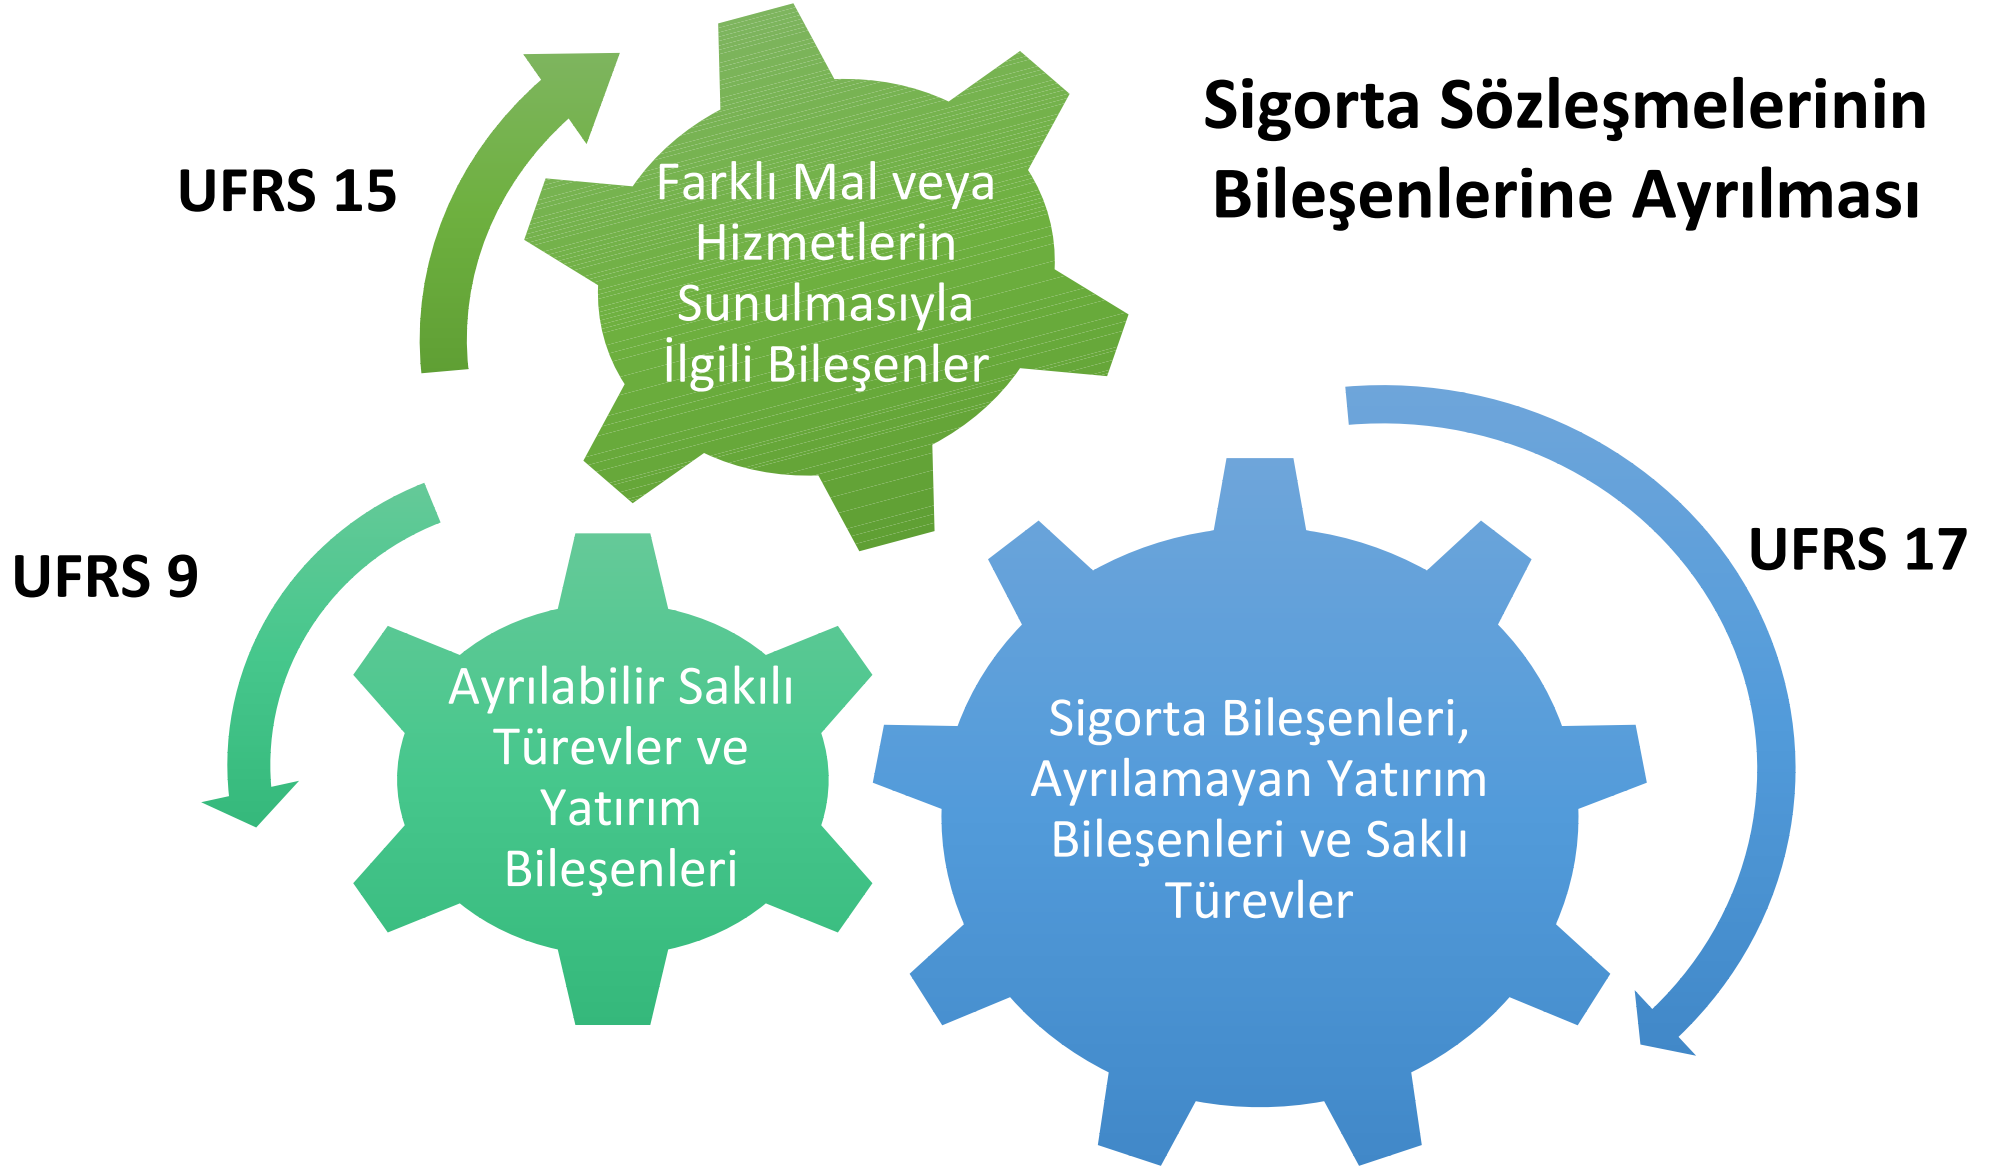 Sigorta Sözleşmelerinin
Bileşenlerine Ayrılması
UFRS 15
Farklı Mal veya
Hizmetlerin
Sunulmasıyla
İlgili Bileşenler
UFRS 9
Ayrılabilir Sakılı
Türevler ve
Yatırım
Bileşenleri
UFRS 17
Sigorta Bileşenleri,
Ayrılamayan Yatırım
Bileşenleri ve Saklı
Türevler